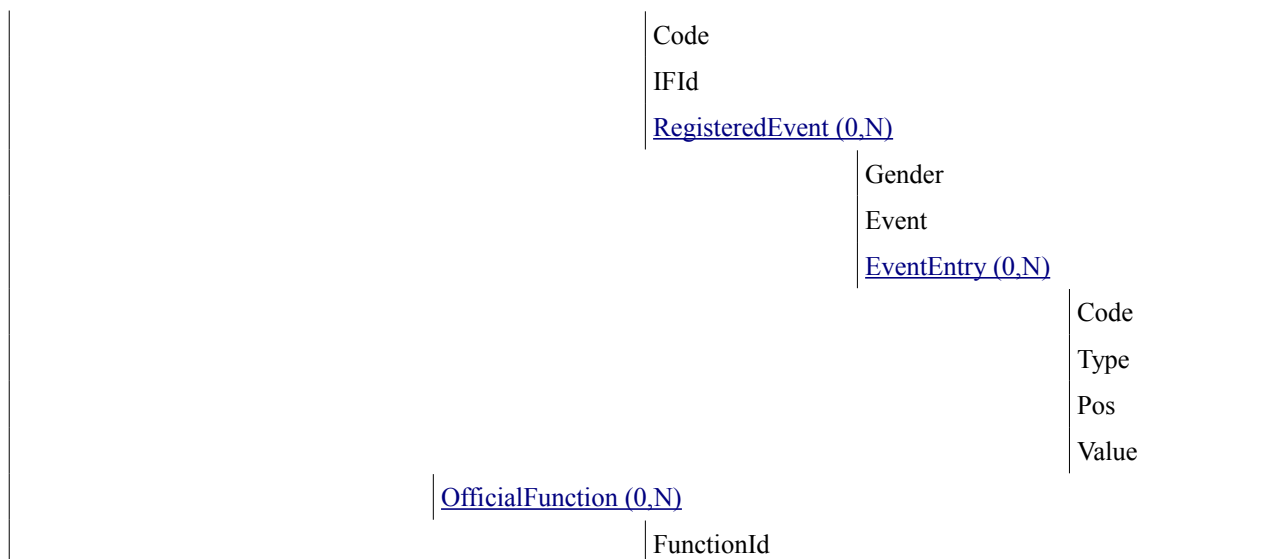 Code
IFId
RegisteredEvent (0,N)
Gender
Event
EventEntry (0,N)
Code
Type
Pos
Value
OfficialFunction (0,N)
FunctionId